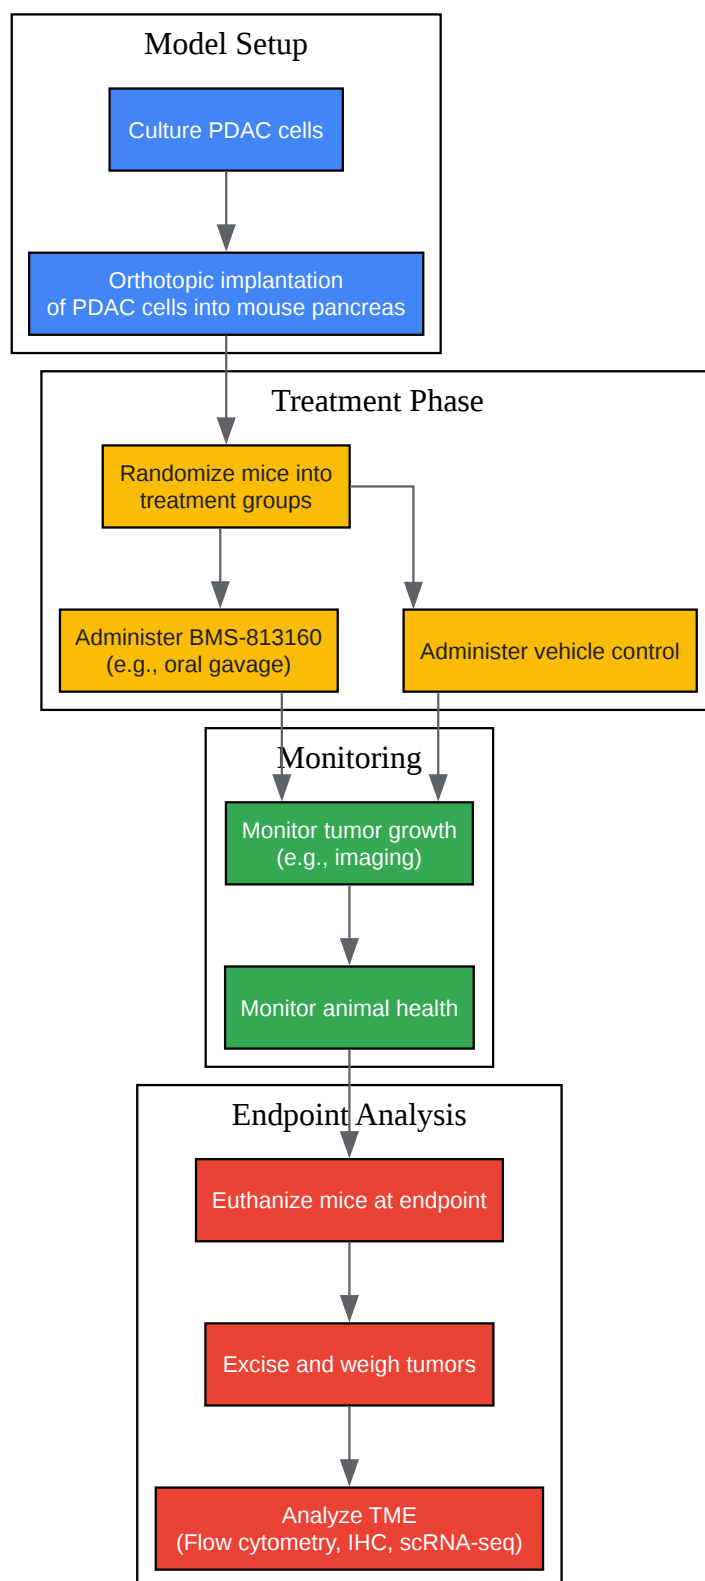 Model Setup
Culture PDAC cells
Orthotopic implantation
of PDAC cells into mouse pancreas
Treatment Phase
Randomize mice into
treatment groups
Administer BMS-813160
(e.g., oral gavage)
Administer vehicle control
Monitoring
Monitor tumor growth
(e.g., imaging)
Monitor animal health
Endpoint Analysis
Euthanize mice at endpoint
Excise and weigh tumors
Analyze TME
(Flow cytometry, IHC, scRNA-seq)